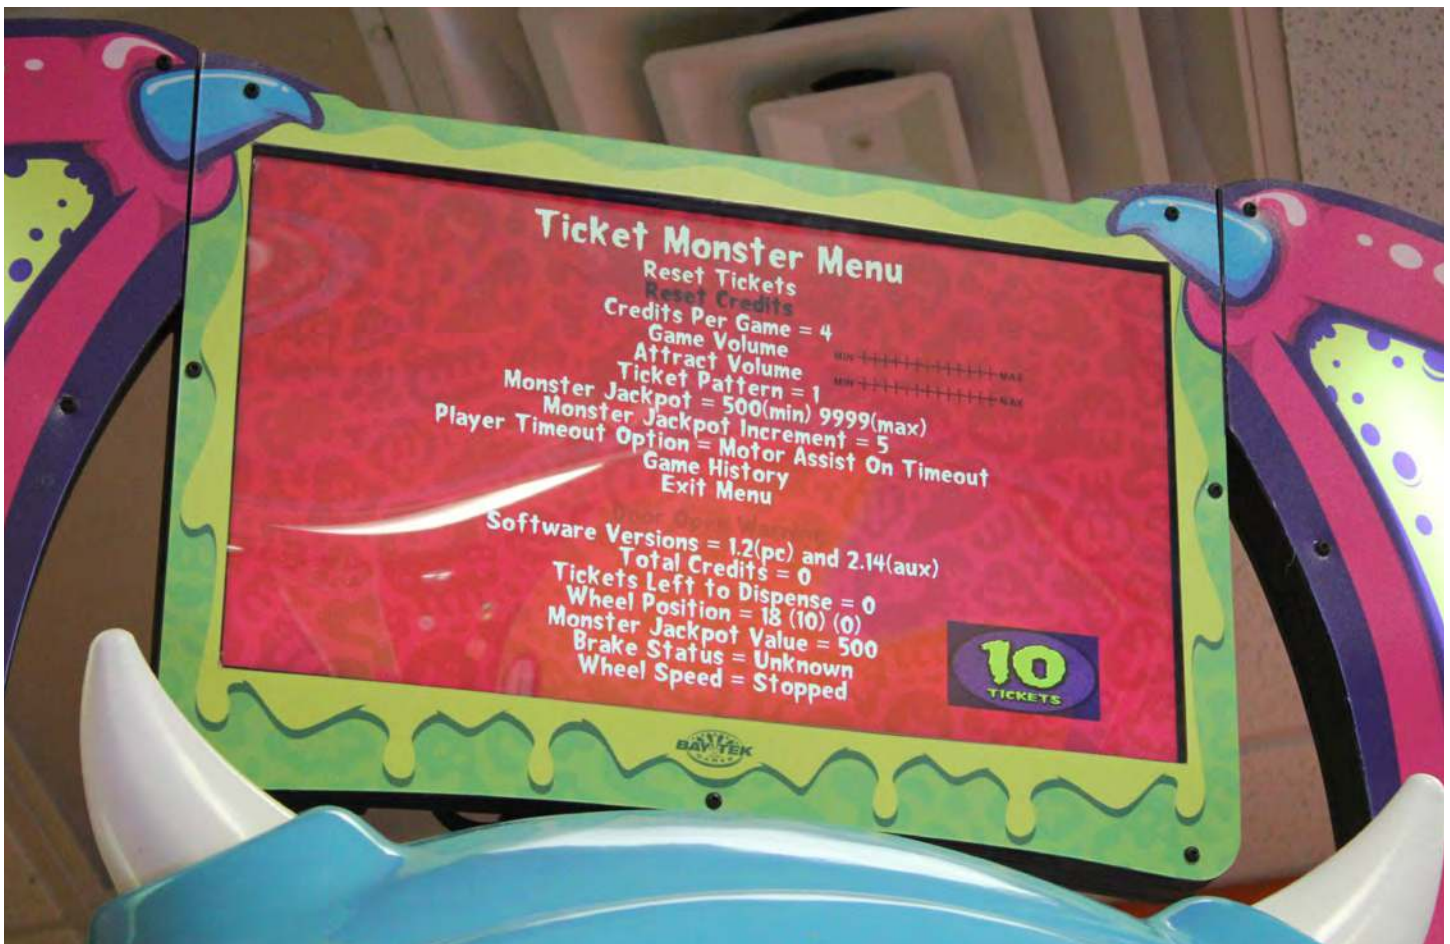 Ticket Monster Menu
Reset Tickets
Reset Credits
Credits Per Game = 4
Game Volume MIN MAX
Attract Volume MIN MAX
Ticket Pattern = 1
Monster Jackpot = 500(min) 9999(max)
Monster Jackpot Increment = 5
Player Timeout Option = Motor Assist On Timeout
Game History
Exit Menu
Door Open Warning
Software Versions = 1.2(pc) and 2.14(aux)
Total Credits = 0
Tickets Left to Dispense = 0
Wheel Position = 18 (10) (0)
Monster Jackpot Value = 500
Brake Status = Unknown
Wheel Speed = Stopped
10
TICKETS
BAY TEK
GAMES